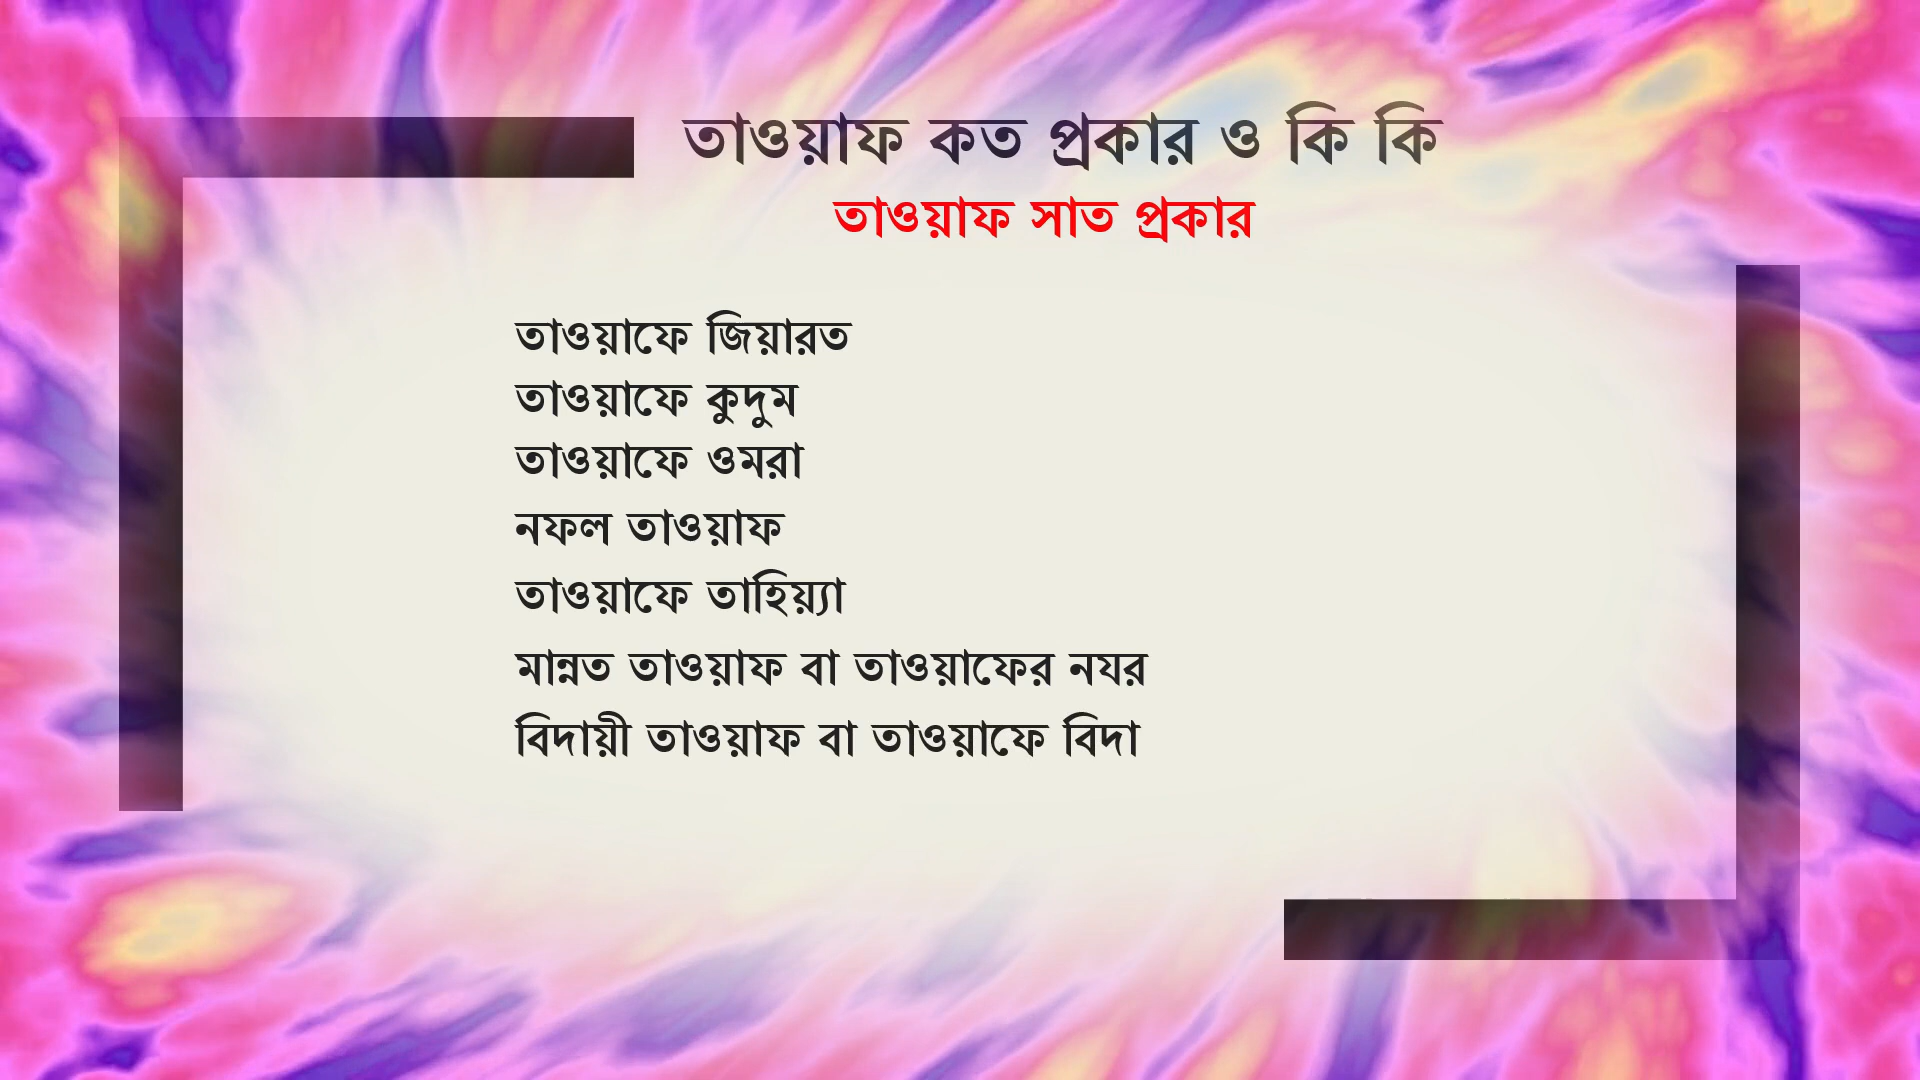 তাওয়াফ কত প্রকার ও কি কি
তাওয়াফ সাত প্রকার
তাওয়াফে জিয়ারত
তাওয়াফে কুদুম
তাওয়াফে ওমরা
নফল তাওয়াফ
তাওয়াফে তাহিয়্যা
মান্নত তাওয়াফ বা তাওয়াফের নযর
বিদায়ী তাওয়াফ বা তাওয়াফে বিদা